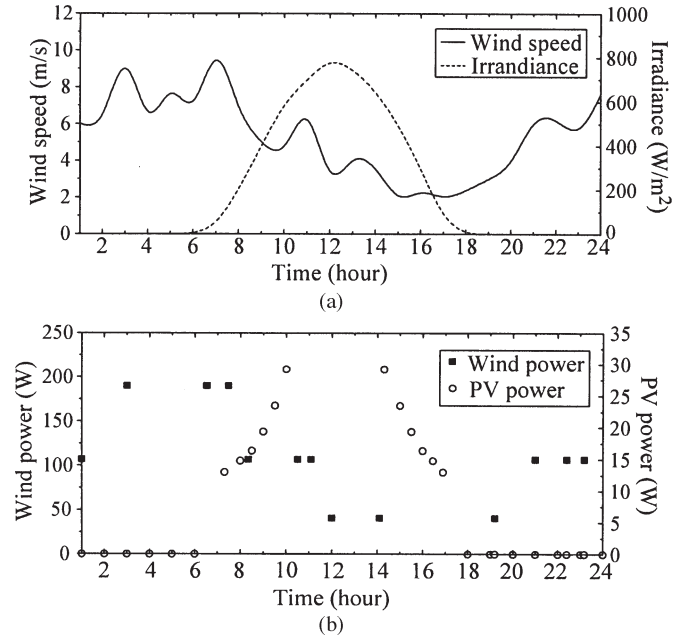 12
10
8
6
4
2
0
Wind speed (m/s)
1000
800
600
400
200
0
Irradiance (W/m²)
Wind speed
Irrandiance
2 4 6 8 10 12 14 16 18 20 22 24
Time (hour)
(a)
250
200
150
100
50
0
Wind power (W)
35
30
25
20
15
10
5
0
PV power (W)
Wind power
PV power
2 4 6 8 10 12 14 16 18 20 22 24
Time (hour)
(b)